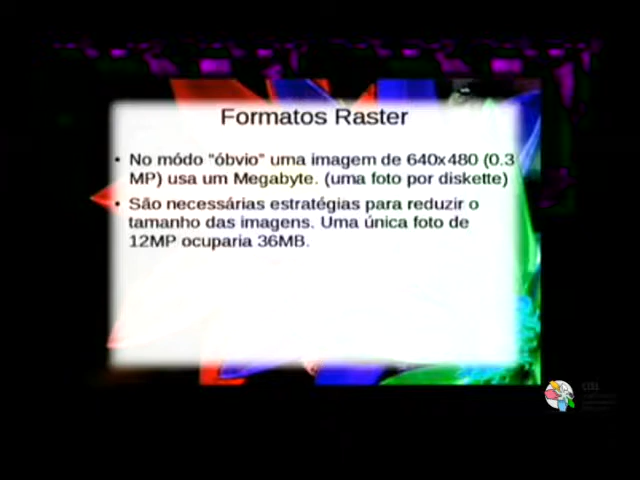 Formatos Raster
• No módo "óbvio" uma imagem de 640x480 (0.3
MP) usa um Megabyte. (uma foto por diskette)
• São necessárias estratégias para reduzir o
tamanho das imagens. Uma única foto de
12MP ocuparia 36MB.